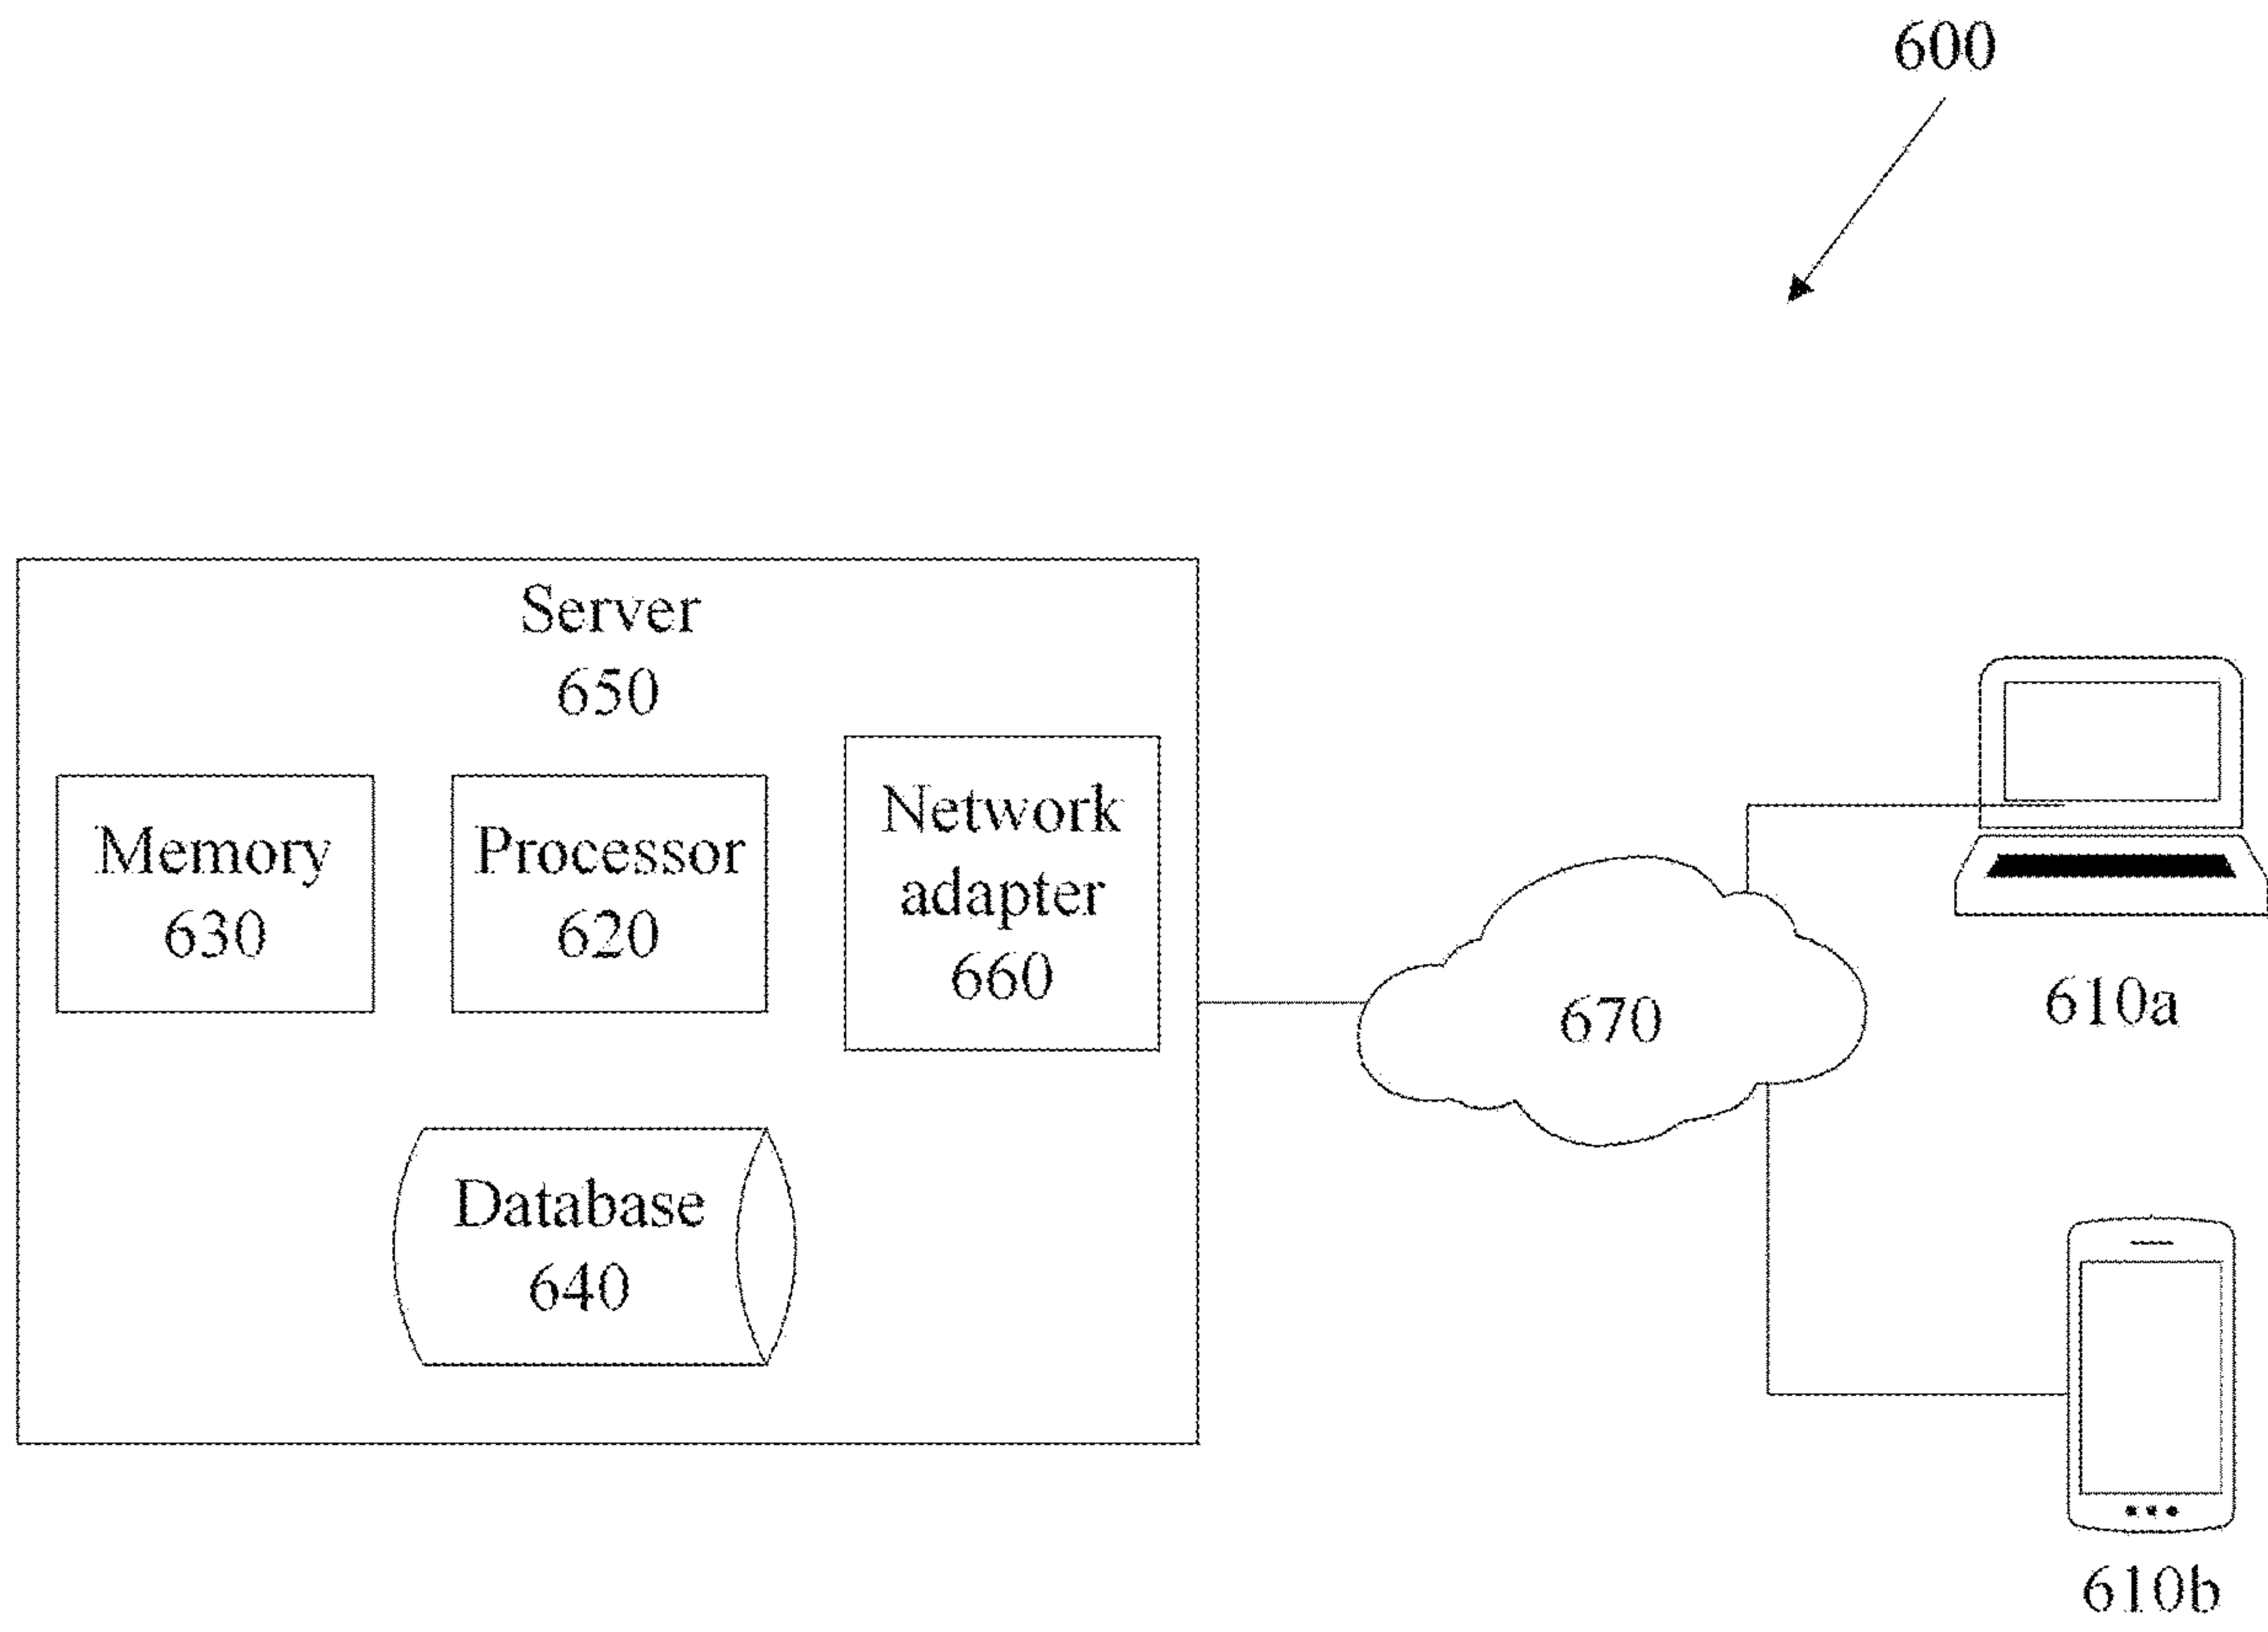 600
Server
650
Memory
630
Processor
620
Network
adapter
660
Database
640
670
610a
610b